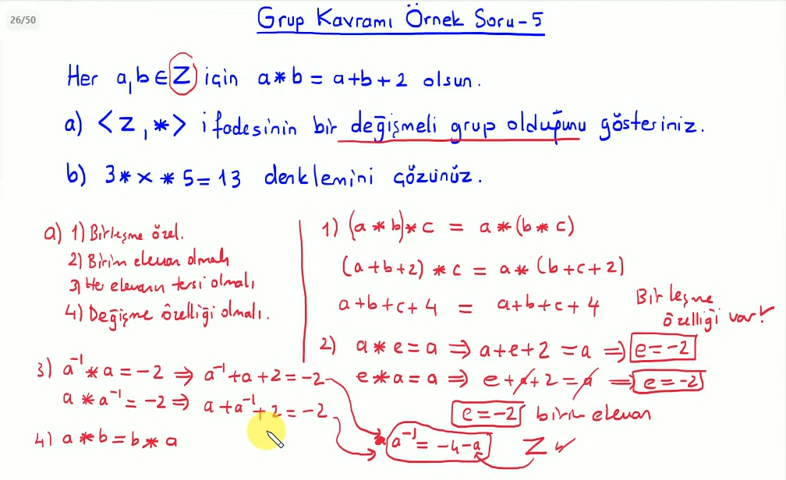 26/50
Grup Kavramı Örnek Soru-5
Her a,b ∈ Z için a * b = a+b+2 olsun.
a) <Z, *> ifadesinin bir değişmeli grup olduğunu gösteriniz.
b) 3 * x * 5 = 13 denklemini çözünüz.
a) 1) Birleşme özel.
2) Birim eleman olmalı
3) Her elemanın tersi olmalı
4) Değişme özelliği olmalı.
1) (a * b) * c = a * (b * c)
(a+b+2) * c = a * (b+c+2)
a+b+c+4 = a+b+c+4
Birleşme
özelliği var!
2) a * e = a ⇒ a+e+2 = a ⇒ e = -2
e * a = a ⇒ e+a+2 = a ⇒ e = -2
e = -2 birim eleman
3) a⁻¹ * a = -2 ⇒ a⁻¹ + a + 2 = -2
a * a⁻¹ = -2 ⇒ a + a⁻¹ + 2 = -2
a⁻¹ = -4-a Z ✓
4) a * b = b * a